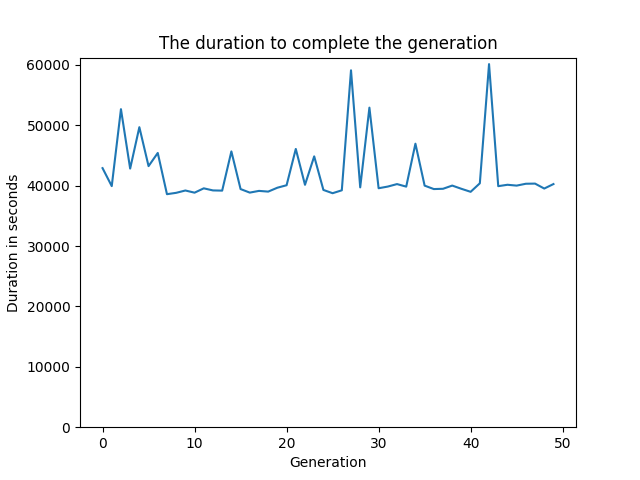 The duration to complete the generation
60000
50000
40000
30000
20000
10000
0
Duration in seconds
0 10 20 30 40 50
Generation